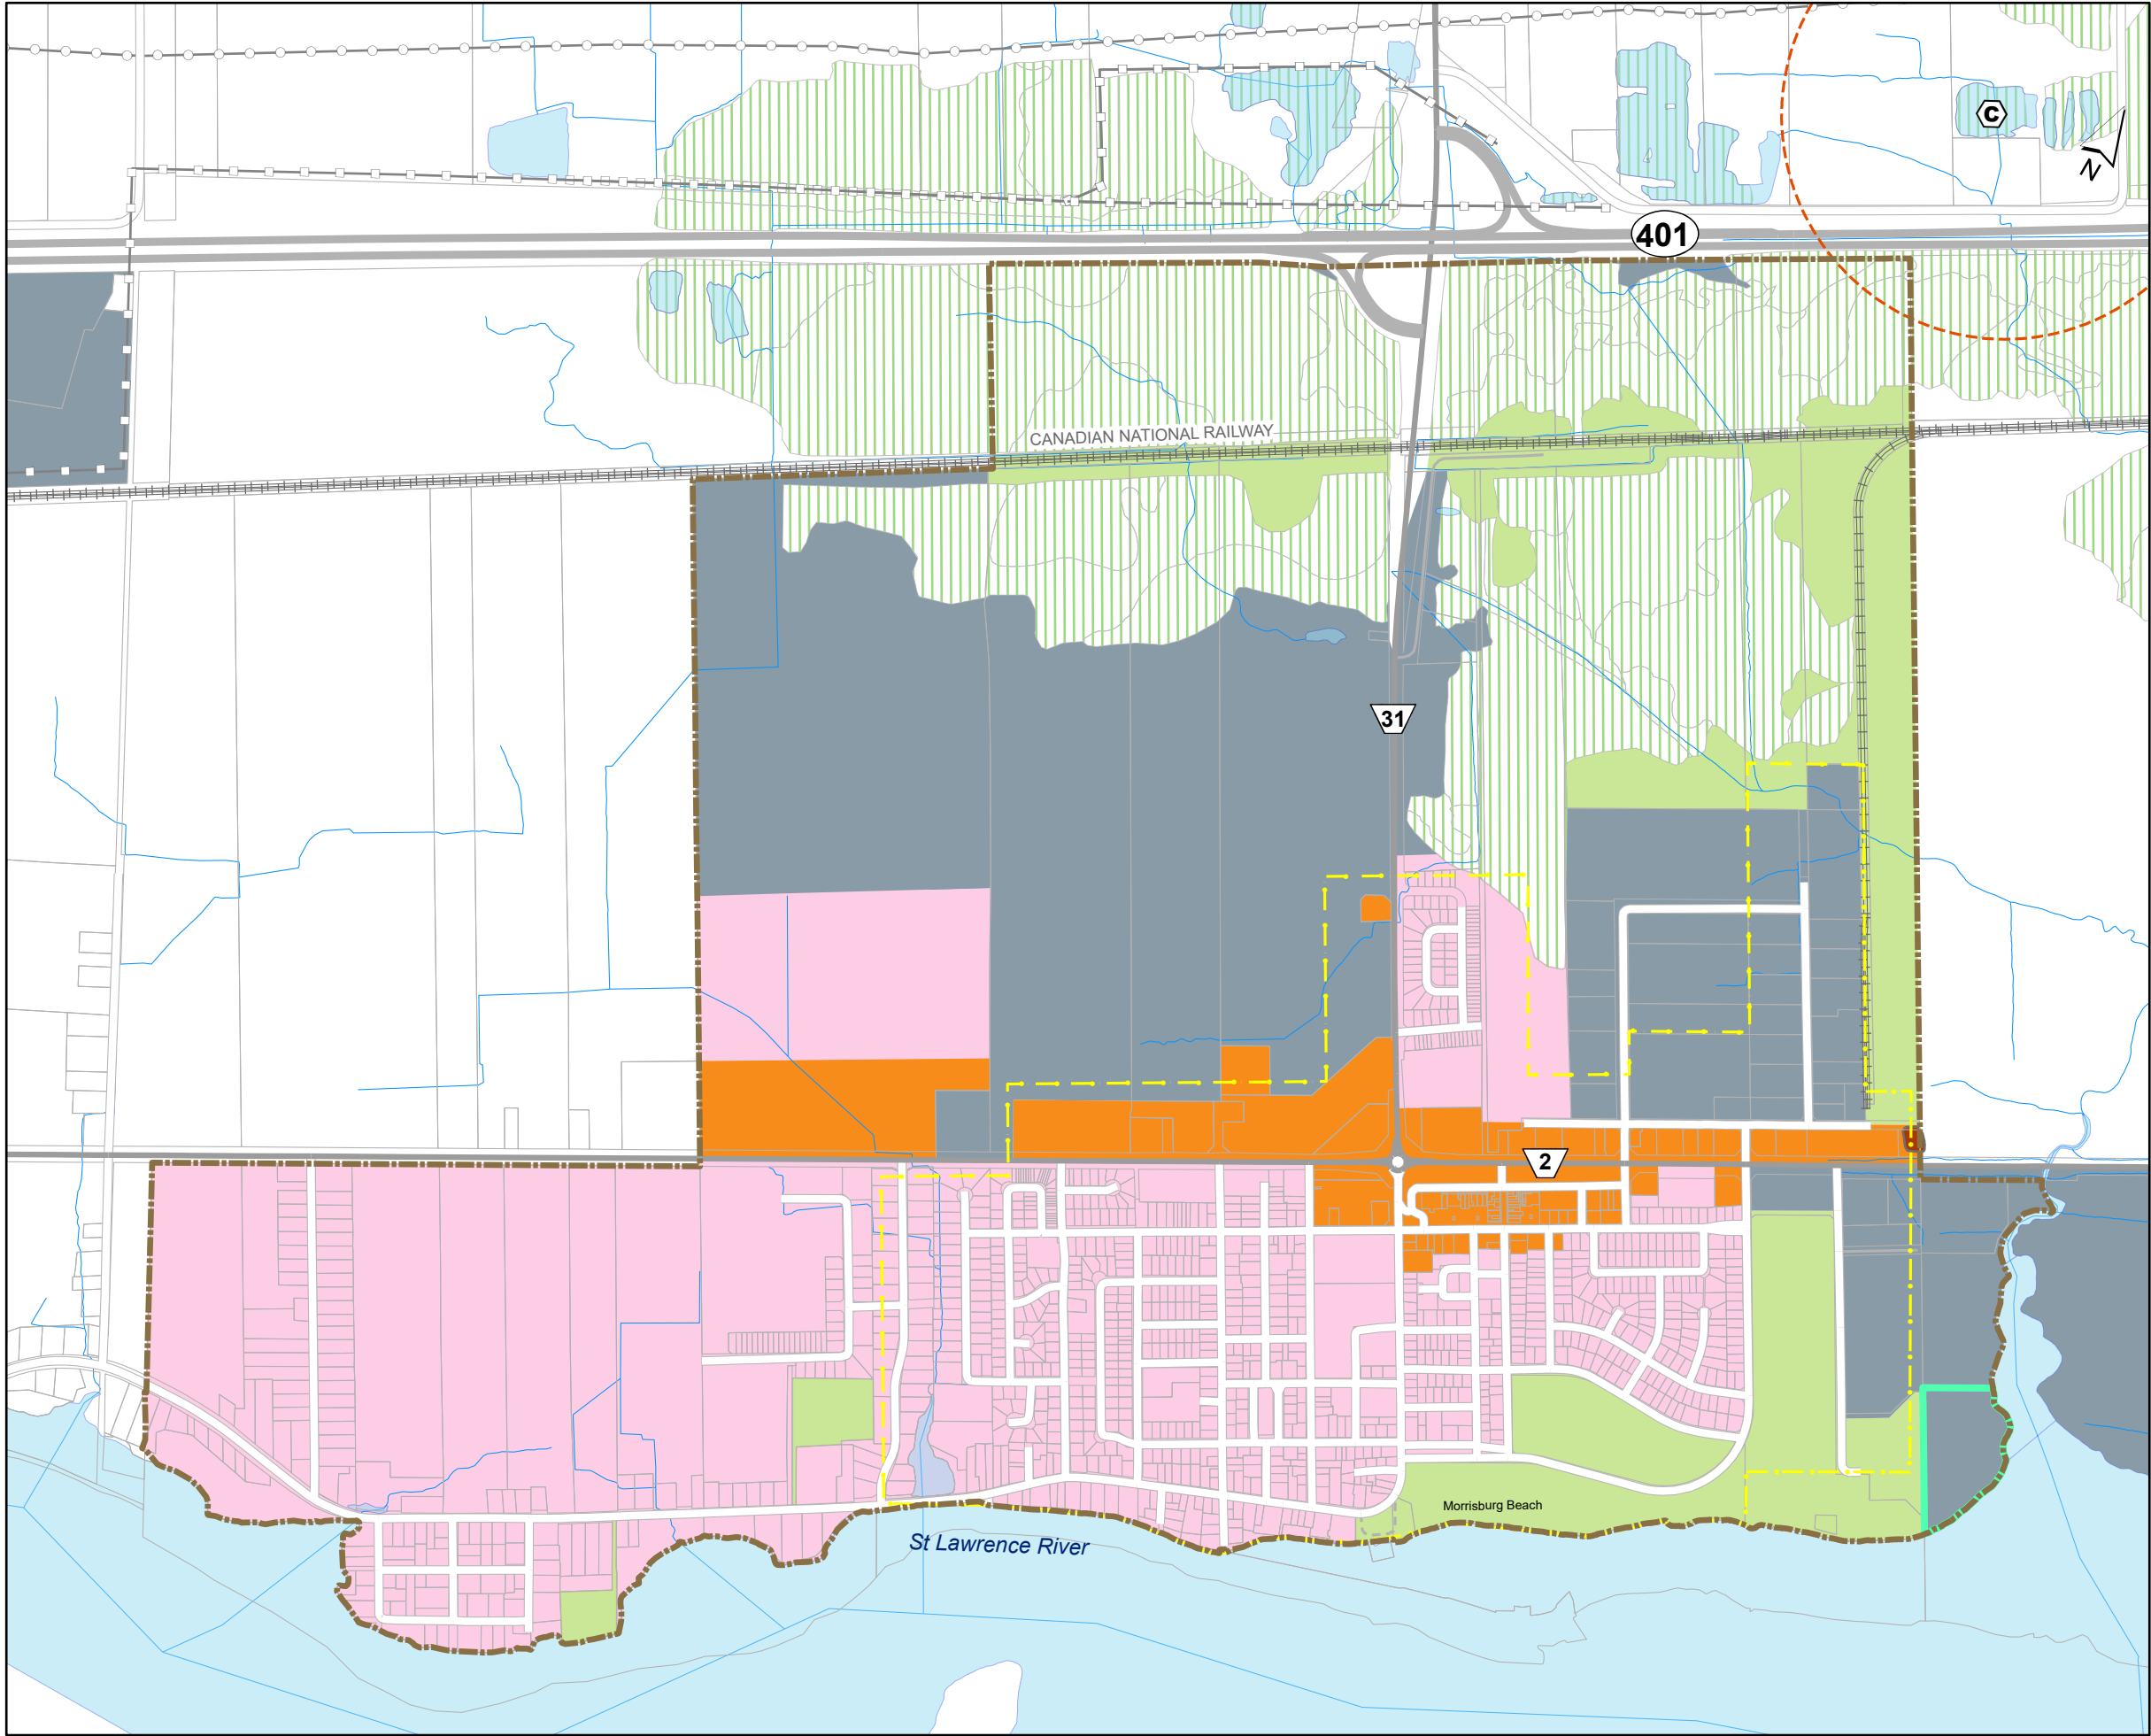 C
N
401
CANADIAN NATIONAL RAILWAY
31
2
Morrisburg Beach
St Lawrence River